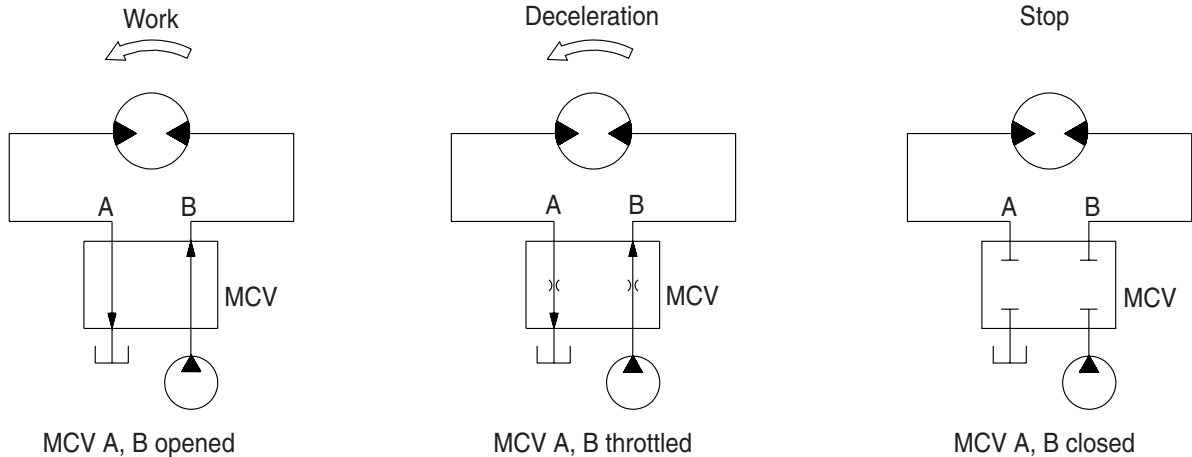 Work
Deceleration
Stop
A B
A B
A B
MCV
MCV
MCV
MCV A, B opened
MCV A, B throttled
MCV A, B closed